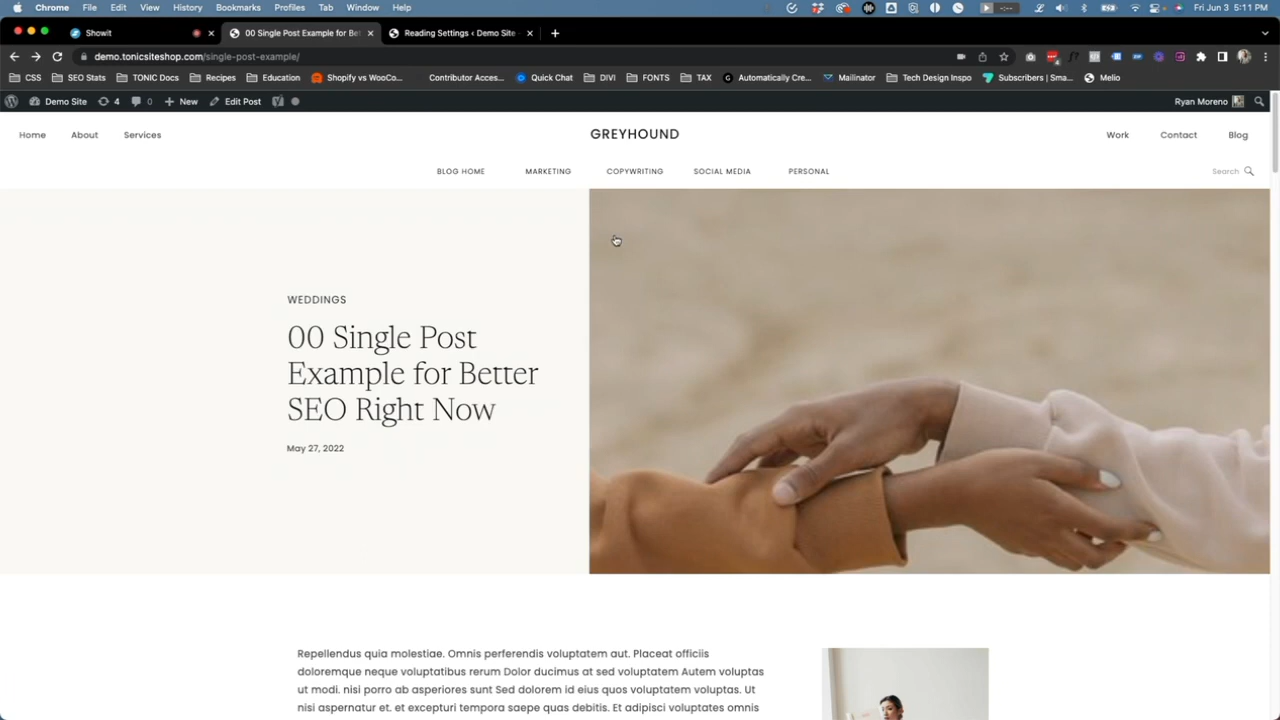 Chrome File Edit View History Bookmarks Profiles Tab Window Help Fri Jun 3 5:11 PM
Showit 00 Single Post Example for Bet Reading Settings ‹ Demo Site
demo.tonicsiteshop.com/single-post-example/
CSS SEO Stats TONIC Docs Recipes Education Shopify vs WooCo... Contributor Acces... Quick Chat DIVI FONTS TAX Automatically Cre... Mailinator Tech Design Inspo Subscribers | Sma... Melio
Demo Site 4 0 New Edit Post Ryan Moreno
Home About Services GREYHOUND Work Contact Blog
BLOG HOME MARKETING COPYWRITING SOCIAL MEDIA PERSONAL Search
WEDDINGS
00 Single Post
Example for Better
SEO Right Now
May 27, 2022
Repellendus quia molestiae. Omnis perferendis voluptatem aut. Placeat officiis
doloremque neque voluptatibus rerum Dolor ducimus at sed voluptatem Autem voluptas
ut modi. nisi porro ab asperiores sunt Sed dolorem id eius quos voluptatem voluptas. Ut
nisi aspernatur et. et excepturi tempora saepe quas debitis. Et adipisci voluptates omnis